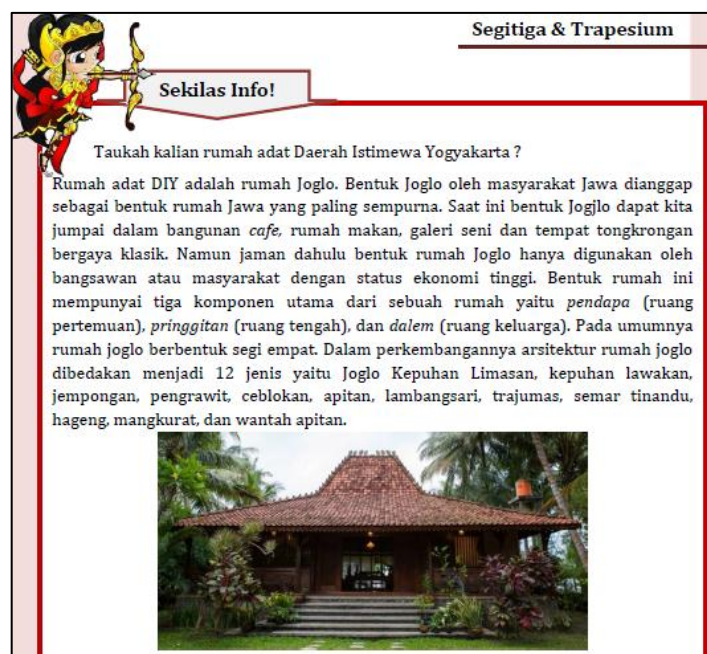 Segitiga & Trapesium
Sekilas Info!
Taukah kalian rumah adat Daerah Istimewa Yogyakarta ?
Rumah adat DIY adalah rumah Joglo. Bentuk Joglo oleh masyarakat Jawa dianggap
sebagai bentuk rumah Jawa yang paling sempurna. Saat ini bentuk Jogjlo dapat kita
jumpai dalam bangunan cafe, rumah makan, galeri seni dan tempat tongkrongan
bergaya klasik. Namun jaman dahulu bentuk rumah Joglo hanya digunakan oleh
bangsawan atau masyarakat dengan status ekonomi tinggi. Bentuk rumah ini
mempunyai tiga komponen utama dari sebuah rumah yaitu pendapa (ruang
pertemuan), pringgitan (ruang tengah), dan dalem (ruang keluarga). Pada umumnya
rumah joglo berbentuk segi empat. Dalam perkembangannya arsitektur rumah joglo
dibedakan menjadi 12 jenis yaitu Joglo Kepuhan Limasan, kepuhan lawakan,
jempongan, pengrawit, ceblokan, apitan, lambangsari, trajumas, semar tinandu,
hageng, mangkurat, dan wantah apitan.